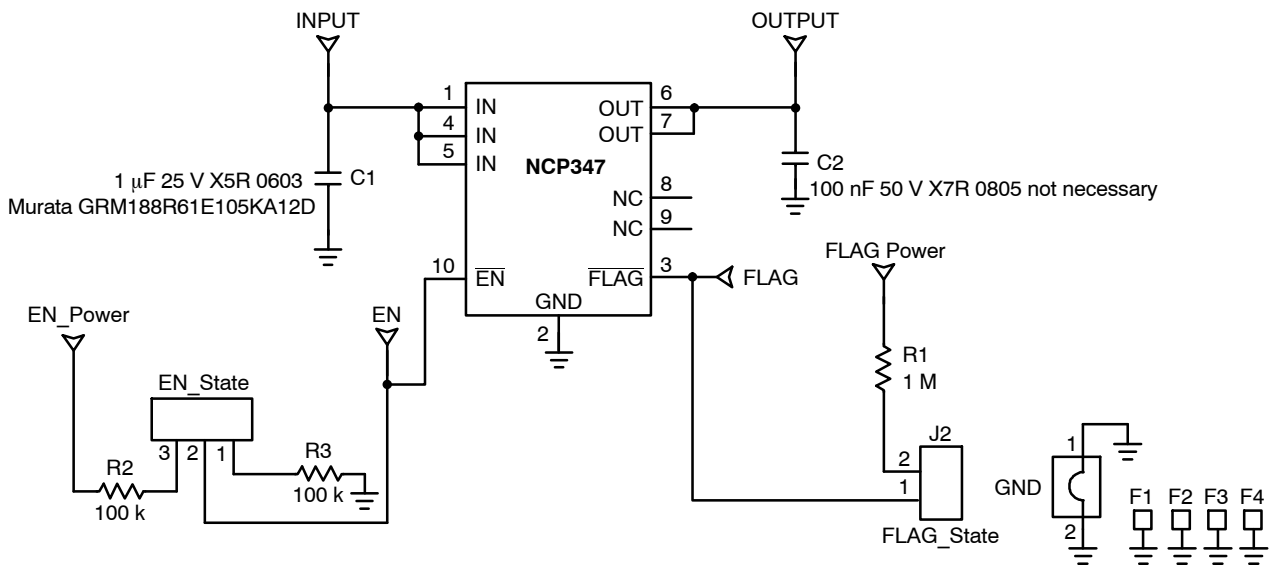 INPUT
OUTPUT
1 IN
4 IN
5 IN
OUT 6
OUT 7
NCP347
1 μF 25 V X5R 0603
Murata GRM188R61E105KA12D
C1
C2
100 nF 50 V X7R 0805 not necessary
NC 8
NC 9
10 EN
FLAG 3
FLAG
GND
2
FLAG Power
EN_Power
EN
R1
1 M
EN_State
3 2 1
R2
100 k
R3
100 k
J2
2
1
FLAG_State
GND
1
2
F1 F2 F3 F4